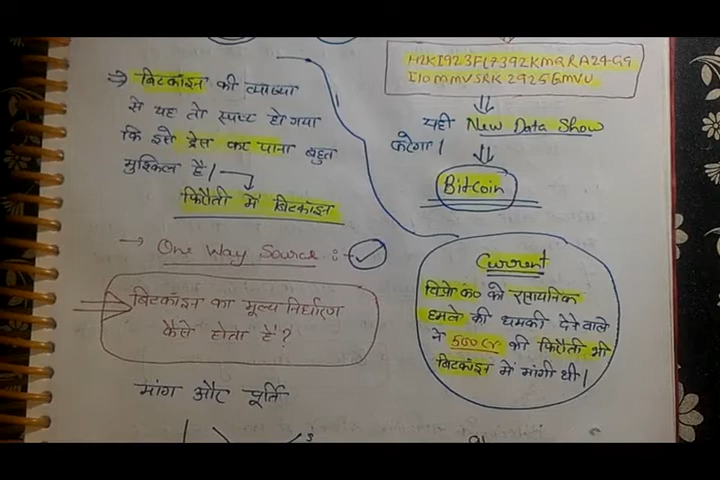 ⇒ बिटकॉइन की व्याख्या
से यह तो स्पष्ट हो गया
कि इसे ट्रेस कर पाना बहुत
मुश्किल है।
फिरौती में बिटकॉइन
→ One Way Source :-
बिटकॉइन का मूल्य निर्धारण
कैसे होता है?
मांग और पूर्ति
S
यही New Data Show
करेगा।
Bitcoin
Current
विप्रो कं० को रासायनिक
हमले की धमकी देने वाले
ने 500 Cr की फिरौती भी
बिटकॉइन में मांगी थी।